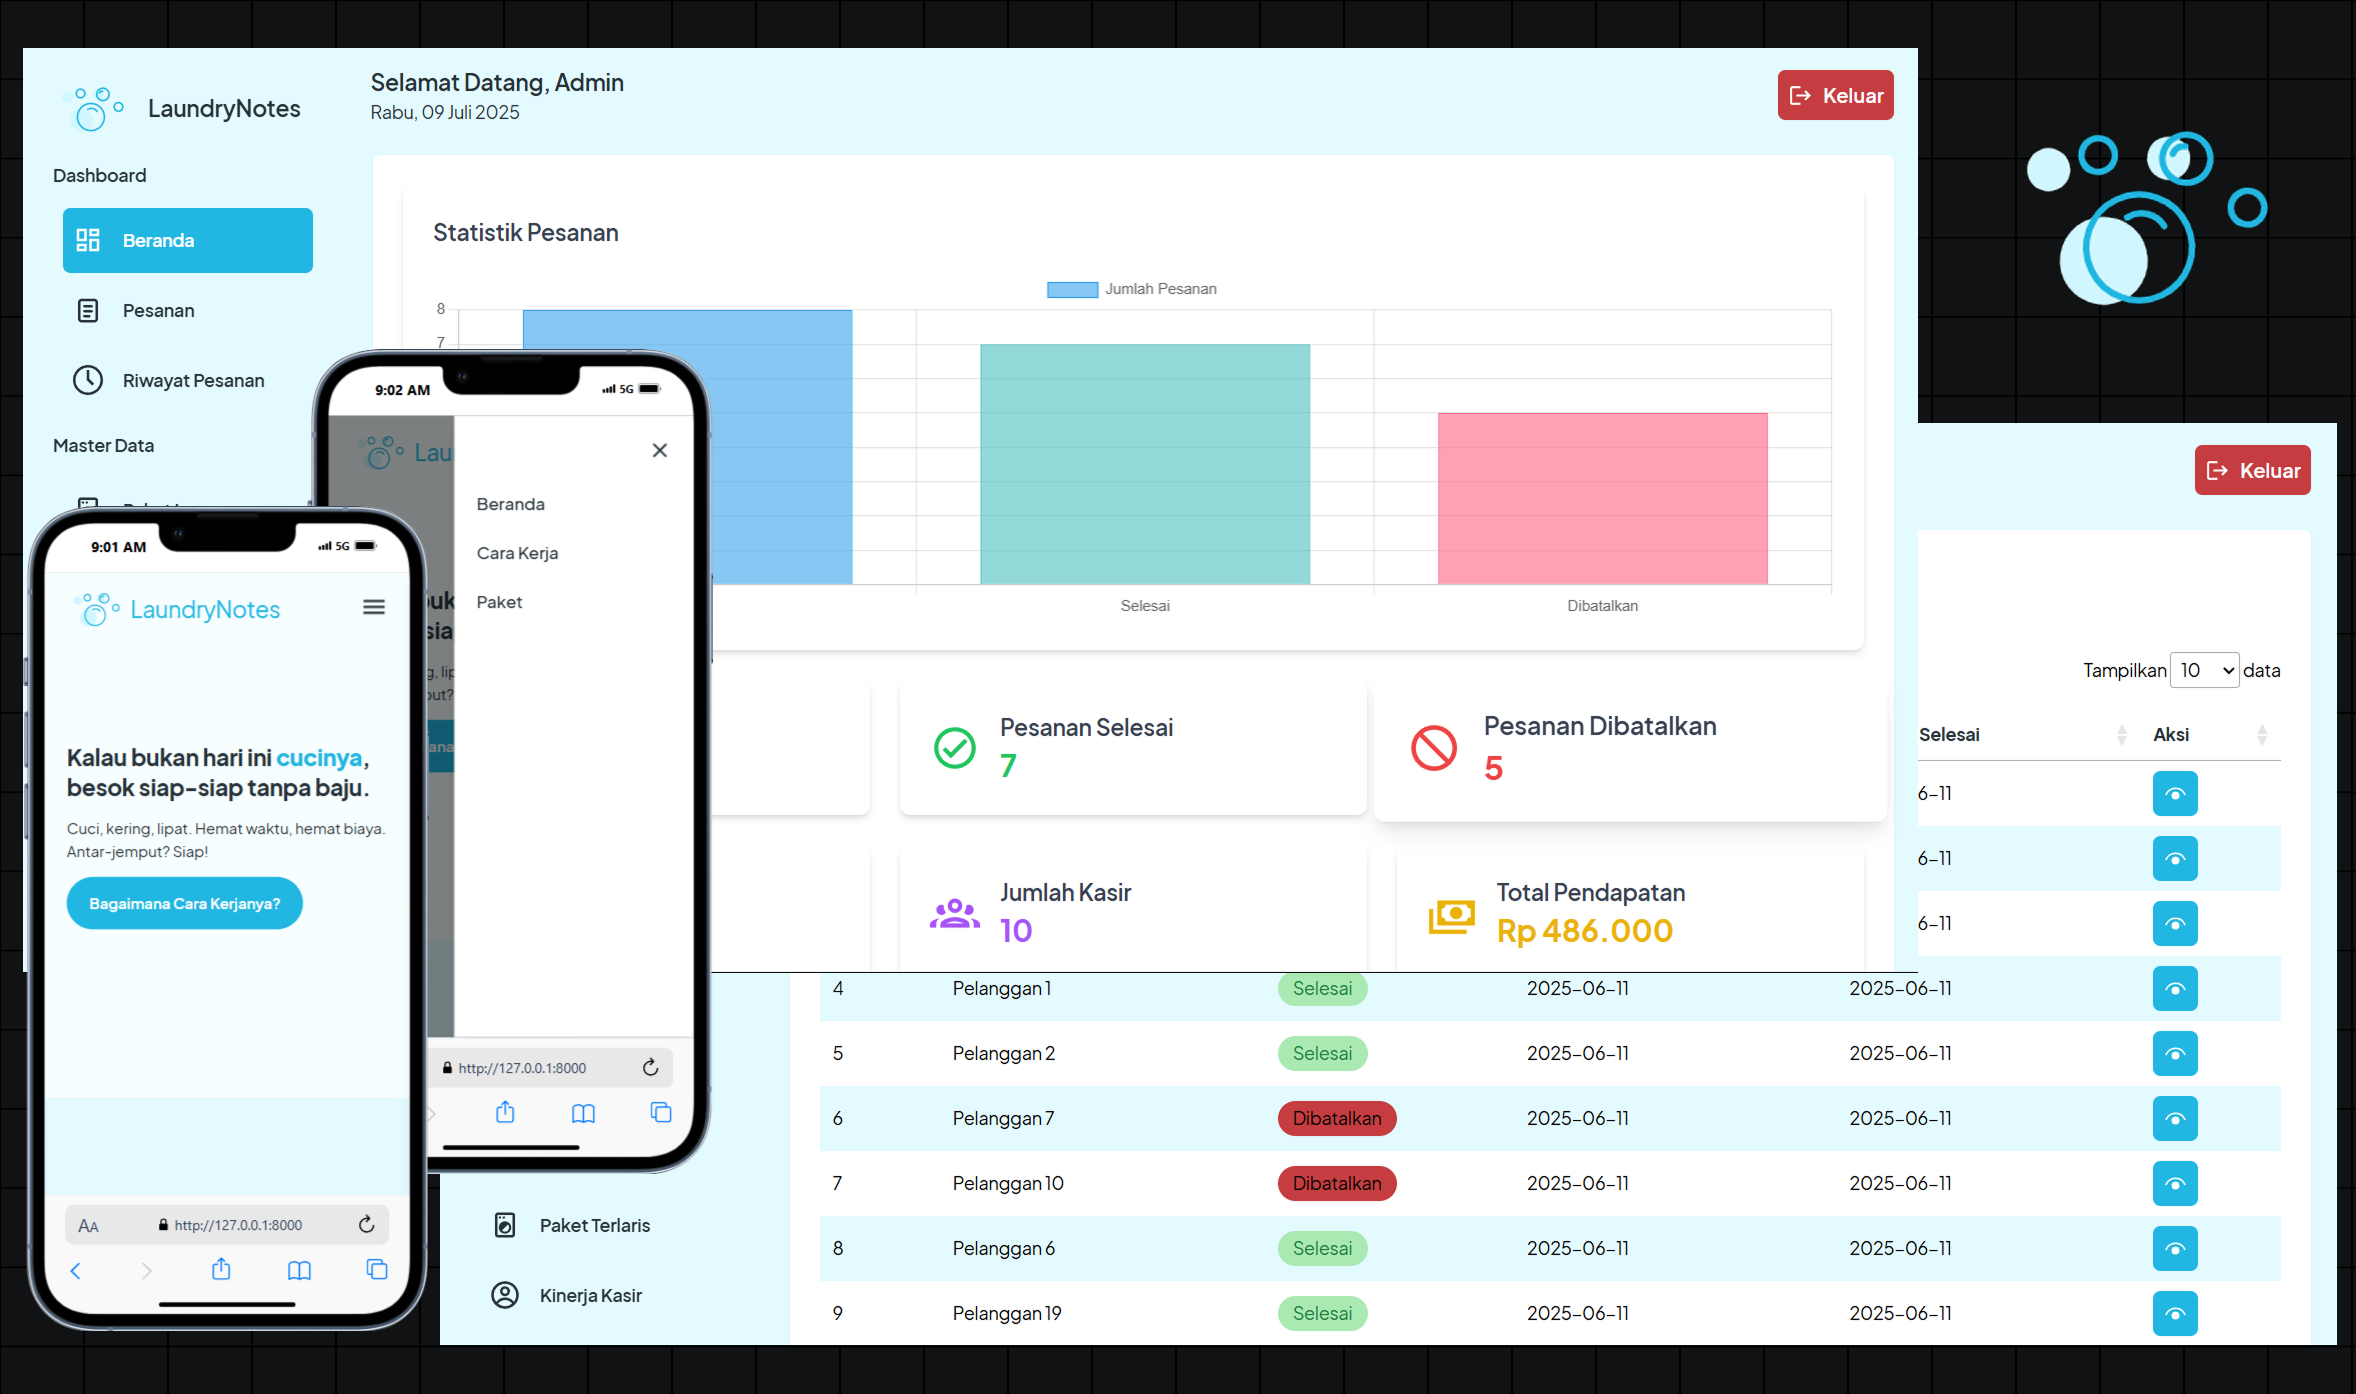 LaundryNotes
Selamat Datang, Admin
Rabu, 09 Juli 2025
Keluar
Dashboard
Beranda
Pesanan
Riwayat Pesanan
Master Data
Statistik Pesanan
Jumlah Pesanan
8
7
Selesai
Dibatalkan
Pesanan Selesai
7
Pesanan Dibatalkan
5
Jumlah Kasir
10
Total Pendapatan
Rp 486.000
9:02 AM
5G
Lau
Beranda
Cara Kerja
Paket
http://127.0.0.1:8000
9:01 AM
5G
LaundryNotes
Kalau bukan hari ini cucinya,
besok siap-siap tanpa baju.
Cuci, kering, lipat. Hemat waktu, hemat biaya.
Antar-jemput? Siap!
Bagaimana Cara Kerjanya?
AA
http://127.0.0.1:8000
Keluar
Tampilkan 10 data
Selesai Aksi
6-11
6-11
6-11
4 Pelanggan 1 Selesai 2025-06-11 2025-06-11
5 Pelanggan 2 Selesai 2025-06-11 2025-06-11
6 Pelanggan 7 Dibatalkan 2025-06-11 2025-06-11
7 Pelanggan 10 Dibatalkan 2025-06-11 2025-06-11
8 Pelanggan 6 Selesai 2025-06-11 2025-06-11
9 Pelanggan 19 Selesai 2025-06-11 2025-06-11
Paket Terlaris
Kinerja Kasir